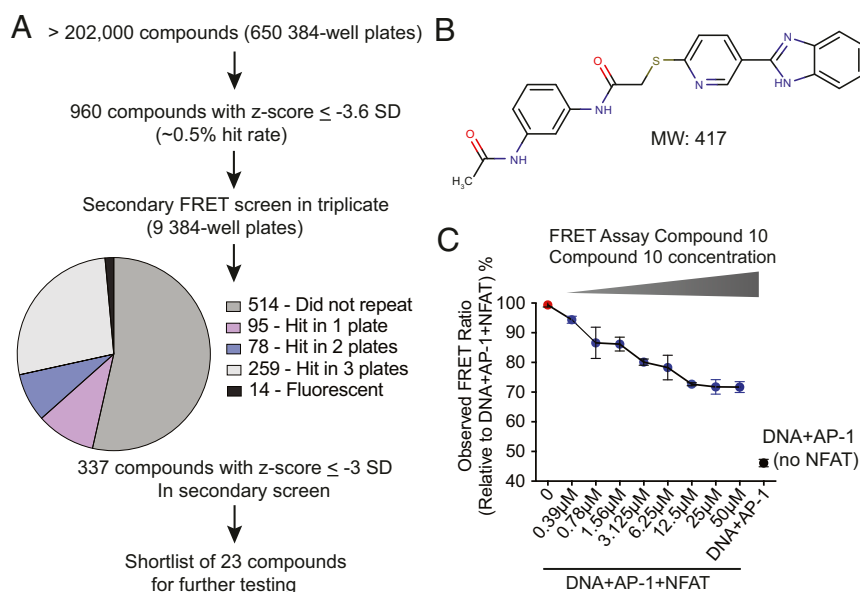 A
> 202,000 compounds (650 384-well plates)
960 compounds with z-score ≤ -3.6 SD
(~0.5% hit rate)
Secondary FRET screen in triplicate
(9 384-well plates)
514 - Did not repeat
95 - Hit in 1 plate
78 - Hit in 2 plates
259 - Hit in 3 plates
14 - Fluorescent
337 compounds with z-score ≤ -3 SD
In secondary screen
Shortlist of 23 compounds
for further testing
B
O
S
N
N
NH
NH
O
NH
H₃C
MW: 417
C
FRET Assay Compound 10
Compound 10 concentration
Observed FRET Ratio
(Relative to DNA+AP-1+NFAT) %
100
90
80
70
60
50
40
DNA+AP-1
(no NFAT)
0
0.39µM
0.78µM
1.56µM
3.125µM
6.25µM
12.5µM
25µM
50µM
DNA+AP-1
DNA+AP-1+NFAT